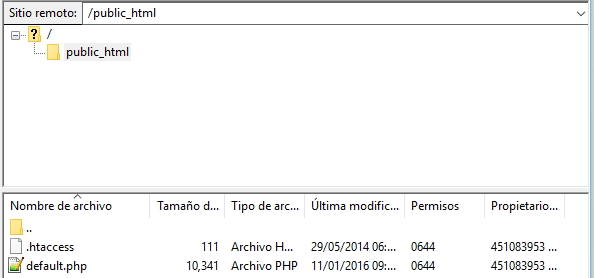 Sitio remoto: /public_html
? /
public_html
Nombre de archivo Tamaño d... Tipo de arc... Última modific... Permisos Propietario...
..
.htaccess 111 Archivo H... 29/05/2014 06:... 0644 451083953 ...
default.php 10,341 Archivo PHP 11/01/2016 09:... 0644 451083953 ...